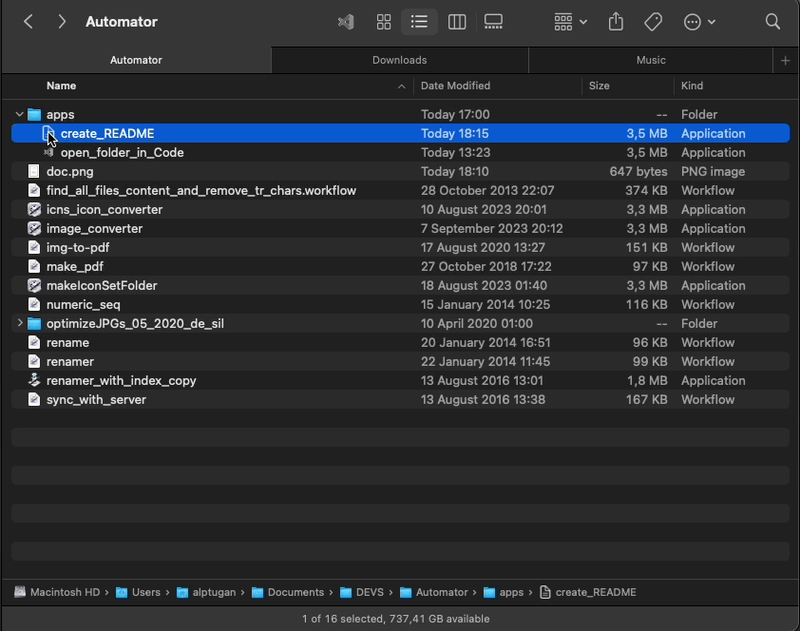 Automator
Automator Downloads Music +
Name Date Modified Size Kind
apps Today 17:00 -- Folder
create_README Today 18:15 3,5 MB Application
open_folder_in_Code Today 13:23 3,5 MB Application
doc.png Today 18:10 647 bytes PNG image
find_all_files_content_and_remove_tr_chars.workflow 28 October 2013 22:07 374 KB Workflow
icns_icon_converter 10 August 2023 20:01 3,3 MB Application
image_converter 7 September 2023 20:12 3,3 MB Application
img-to-pdf 17 August 2020 13:27 151 KB Workflow
make_pdf 27 October 2018 17:22 97 KB Workflow
makeIconSetFolder 18 August 2023 01:40 3,3 MB Application
numeric_seq 15 January 2014 10:25 116 KB Workflow
optimizeJPGs_05_2020_de_sil 10 April 2020 01:00 -- Folder
rename 20 January 2014 16:51 96 KB Workflow
renamer 22 January 2014 11:45 99 KB Workflow
renamer_with_index_copy 13 August 2016 13:01 1,8 MB Application
sync_with_server 13 August 2016 13:38 167 KB Workflow
Macintosh HD › Users › alptugan › Documents › DEVS › Automator › apps › create_README
1 of 16 selected, 737,41 GB available